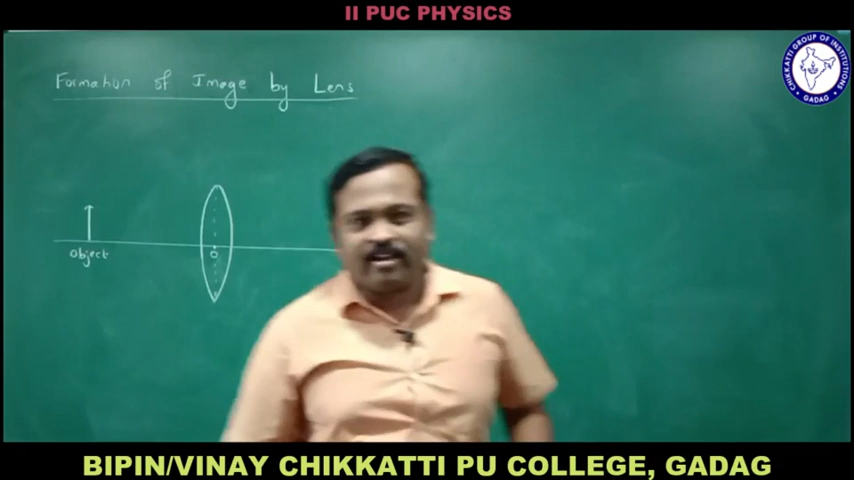 II PUC PHYSICS
CHIKKATTI GROUP OF INSTITUTIONS
GADAG
Formation of Image by Lens
Object
O
BIPIN/VINAY CHIKKATTI PU COLLEGE, GADAG